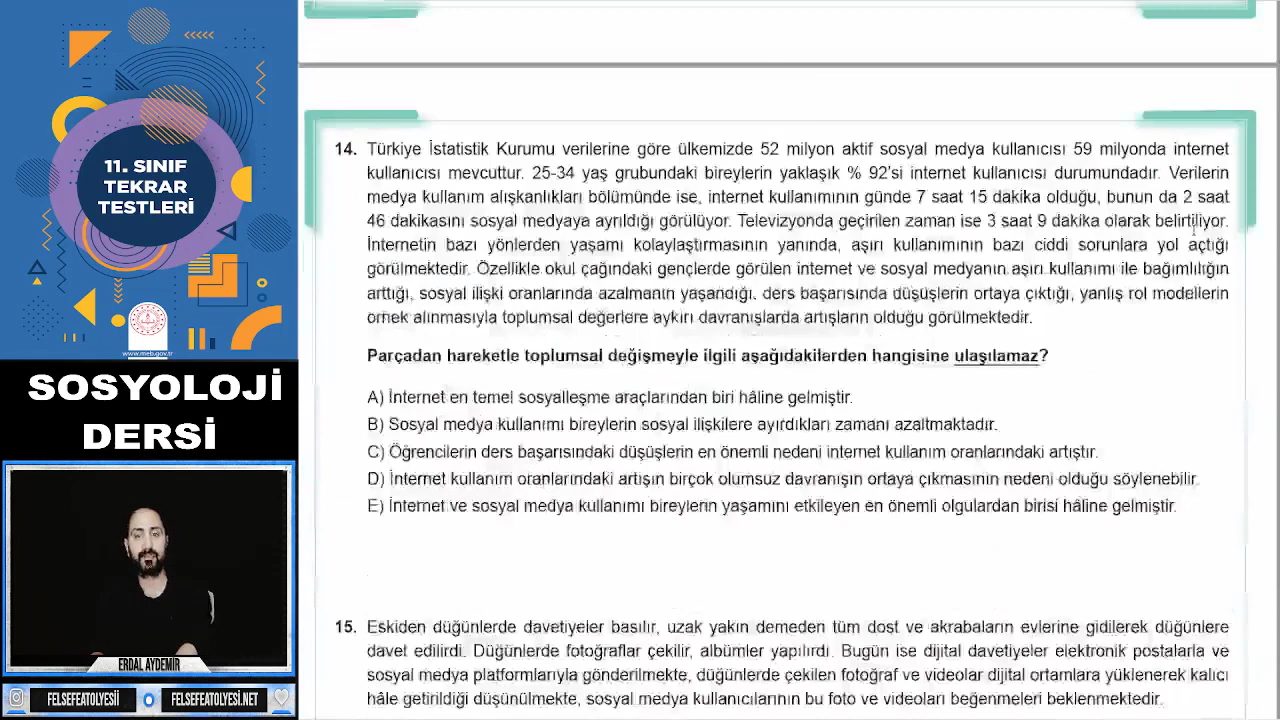 11. SINIF
TEKRAR
TESTLERİ
www.meb.gov.tr
SOSYOLOJİ
DERSİ
ERDAL AYDEMİR
FELSEFEATOLYESİİ
FELSEFEATOLYESİ.NET
14. Türkiye İstatistik Kurumu verilerine göre ülkemizde 52 milyon aktif sosyal medya kullanıcısı 59 milyonda internet
kullanıcısı mevcuttur. 25-34 yaş grubundaki bireylerin yaklaşık % 92'si internet kullanıcısı durumundadır. Verilerin
medya kullanım alışkanlıkları bölümünde ise, internet kullanımının günde 7 saat 15 dakika olduğu, bunun da 2 saat
46 dakikasını sosyal medyaya ayrıldığı görülüyor. Televizyonda geçirilen zaman ise 3 saat 9 dakika olarak belirtiliyor.
İnternetin bazı yönlerden yaşamı kolaylaştırmasının yanında, aşırı kullanımının bazı ciddi sorunlara yol açtığı
görülmektedir. Özellikle okul çağındaki gençlerde görülen internet ve sosyal medyanın aşırı kullanımı ile bağımlılığın
arttığı, sosyal ilişki oranlarında azalmanın yaşandığı, ders başarısında düşüşlerin ortaya çıktığı, yanlış rol modellerin
örnek alınmasıyla toplumsal değerlere aykırı davranışlarda artışların olduğu görülmektedir.
Parçadan hareketle toplumsal değişmeyle ilgili aşağıdakilerden hangisine ulaşılamaz?
A) İnternet en temel sosyalleşme araçlarından biri hâline gelmiştir.
B) Sosyal medya kullanımı bireylerin sosyal ilişkilere ayırdıkları zamanı azaltmaktadır.
C) Öğrencilerin ders başarısındaki düşüşlerin en önemli nedeni internet kullanım oranlarındaki artıştır.
D) İnternet kullanım oranlarındaki artışın birçok olumsuz davranışın ortaya çıkmasının nedeni olduğu söylenebilir.
E) İnternet ve sosyal medya kullanımı bireylerin yaşamını etkileyen en önemli olgulardan birisi hâline gelmiştir.
15. Eskiden düğünlerde davetiyeler basılır, uzak yakın demeden tüm dost ve akrabaların evlerine gidilerek düğünlere
davet edilirdi. Düğünlerde fotoğraflar çekilir, albümler yapılırdı. Bugün ise dijital davetiyeler elektronik postalarla ve
sosyal medya platformlarıyla gönderilmekte, düğünlerde çekilen fotoğraf ve videolar dijital ortamlara yüklenerek kalıcı
hâle getirildiği düşünülmekte, sosyal medya kullanıcılarının bu foto ve videoları beğenmeleri beklenmektedir.